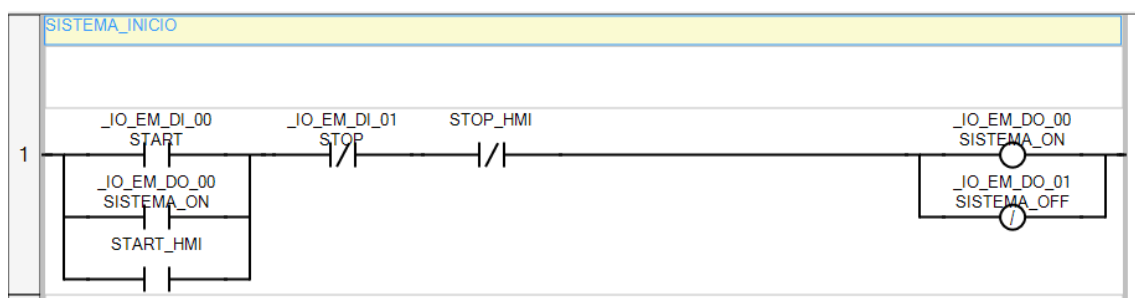 SISTEMA_INICIO
_IO_EM_DI_00
START
_IO_EM_DI_01
STOP
STOP_HMI
_IO_EM_DO_00
SISTEMA_ON
1
_IO_EM_DO_00
SISTEMA_ON
_IO_EM_DO_01
SISTEMA_OFF
START_HMI